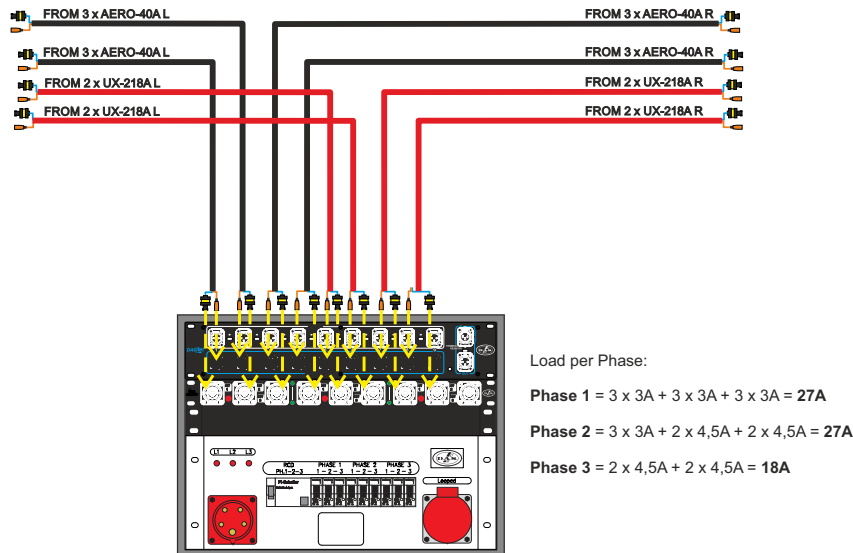 FROM 3 x AERO-40A L
FROM 3 x AERO-40A R
FROM 3 x AERO-40A L
FROM 3 x AERO-40A R
FROM 2 x UX-218A L
FROM 2 x UX-218A R
FROM 2 x UX-218A L
FROM 2 x UX-218A R
Load per Phase:
Phase 1 = 3 x 3A + 3 x 3A + 3 x 3A = 27A
Phase 2 = 3 x 3A + 2 x 4,5A + 2 x 4,5A = 27A
Phase 3 = 2 x 4,5A + 2 x 4,5A = 18A
L1 L2 L3
RCD PHASE 1 PHASE 2 PHASE 3
PH.1-2-3 1 - 2 - 3 1 - 2 - 3 1 - 2 - 3
Looped